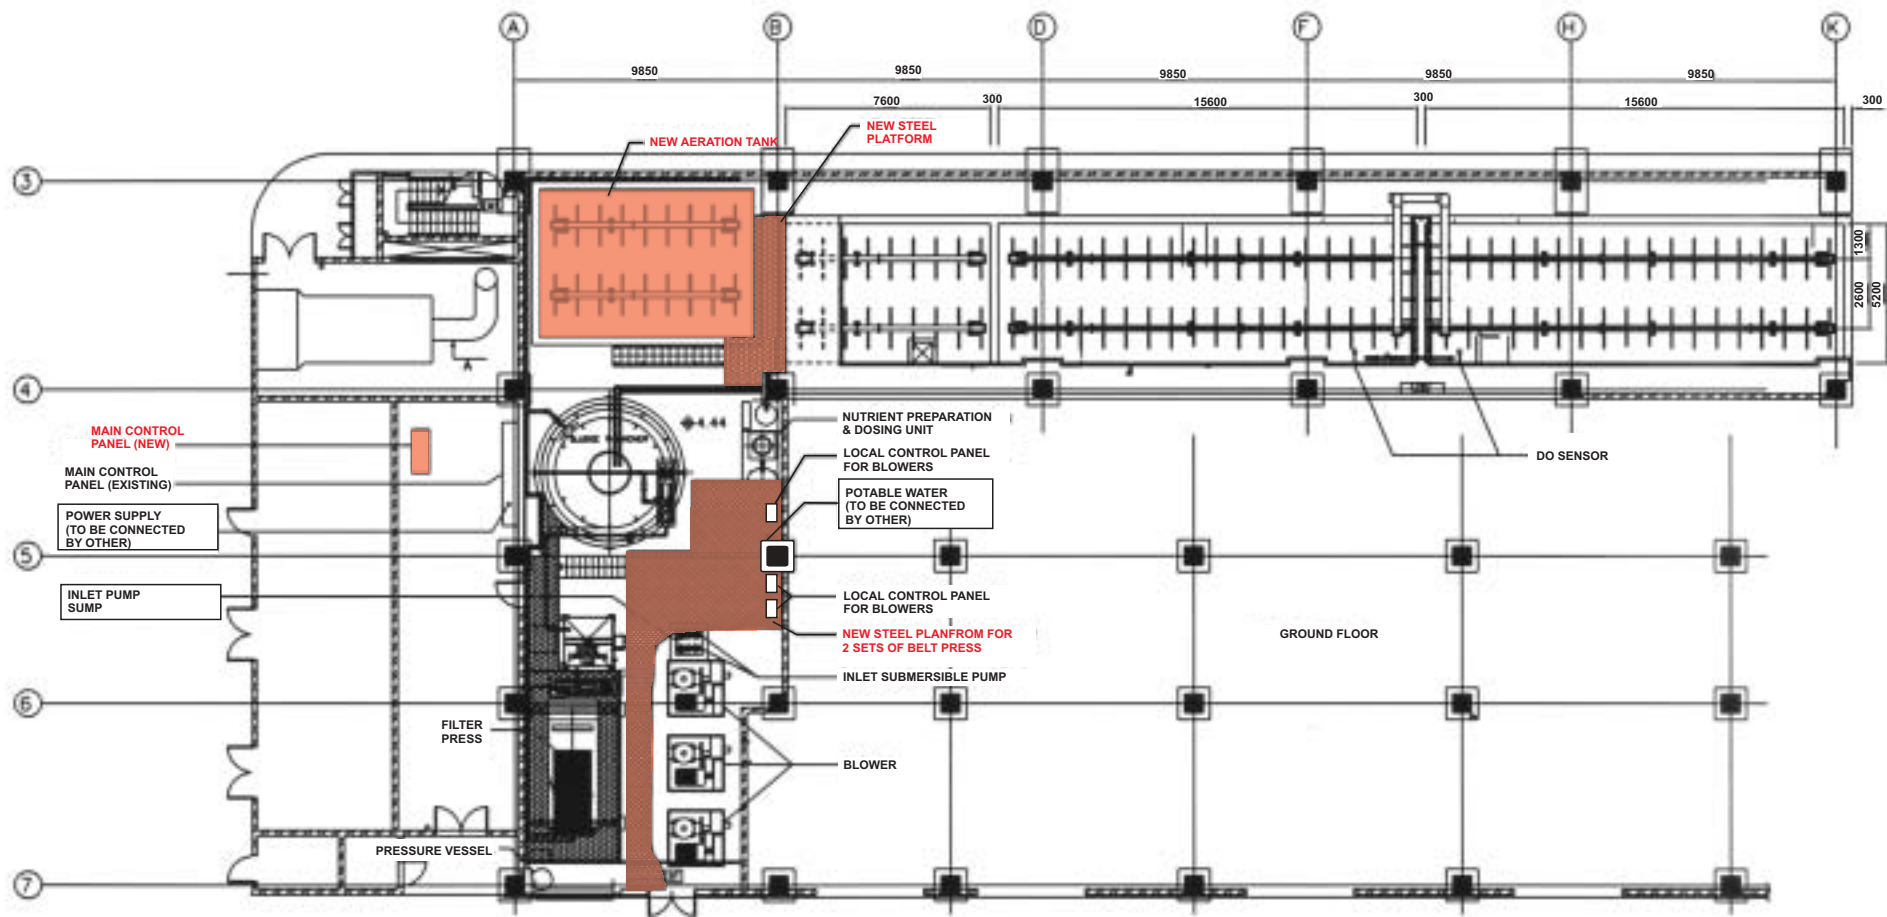 A
B
D
F
H
K
9850
9850
9850
9850
9850
7600
300
15600
300
15600
300
NEW AERATION TANK
NEW STEEL
PLATFORM
3
1300
2600
5200
A
4
4.44
MAIN CONTROL
PANEL (NEW)
MAIN CONTROL
PANEL (EXISTING)
POWER SUPPLY
(TO BE CONNECTED
BY OTHER)
NUTRIENT PREPARATION
& DOSING UNIT
LOCAL CONTROL PANEL
FOR BLOWERS
POTABLE WATER
(TO BE CONNECTED
BY OTHER)
DO SENSOR
5
INLET PUMP
SUMP
LOCAL CONTROL PANEL
FOR BLOWERS
NEW STEEL PLANFROM FOR
2 SETS OF BELT PRESS
INLET SUBMERSIBLE PUMP
GROUND FLOOR
6
FILTER
PRESS
BLOWER
PRESSURE VESSEL
7